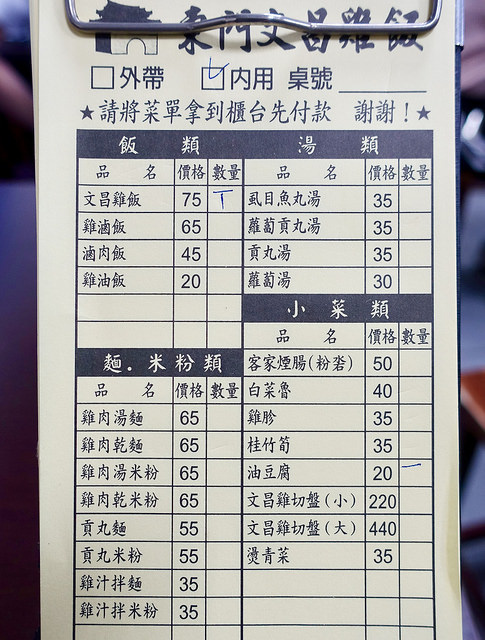 東門文昌雞飯
□外帶 ☑內用 桌號
★請將菜單拿到櫃台先付款 謝謝!★
飯 類
品 名 價格 數量
文昌雞飯 75 T
雞滷飯 65
滷肉飯 45
雞油飯 20
麵.米粉類
品 名 價格 數量
雞肉湯麵 65
雞肉乾麵 65
雞肉湯米粉 65
雞肉乾米粉 65
貢丸麵 55
貢丸米粉 55
雞汁拌麵 35
雞汁拌米粉 35
湯 類
品 名 價格 數量
虱目魚丸湯 35
蘿蔔貢丸湯 35
貢丸湯 35
蘿蔔湯 30
小 菜 類
品 名 價格 數量
客家煙腸(粉砻) 50
白菜魯 40
雞胗 35
桂竹筍 35
油豆腐 20 一
文昌雞切盤(小) 220
文昌雞切盤(大) 440
燙青菜 35